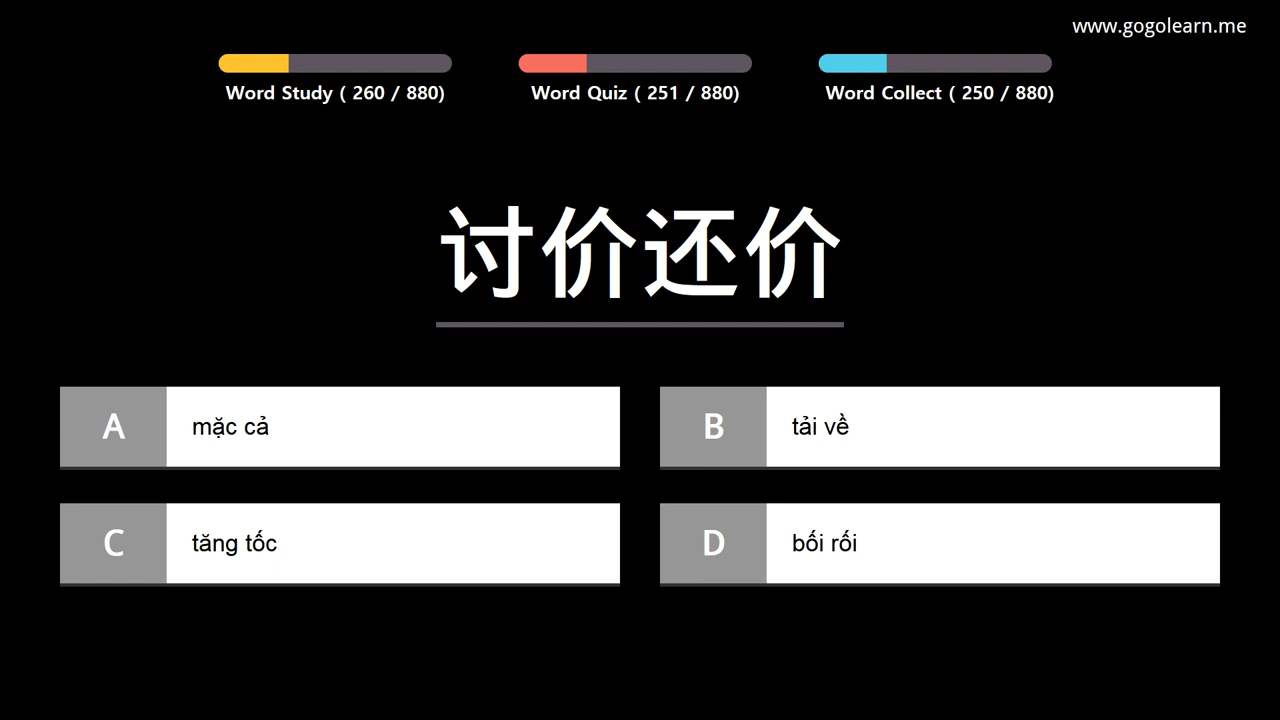 www.gogolearn.me
Word Study ( 260 / 880)
Word Quiz ( 251 / 880)
Word Collect ( 250 / 880)
讨价还价
A mặc cả
B tải về
C tăng tốc
D bối rối